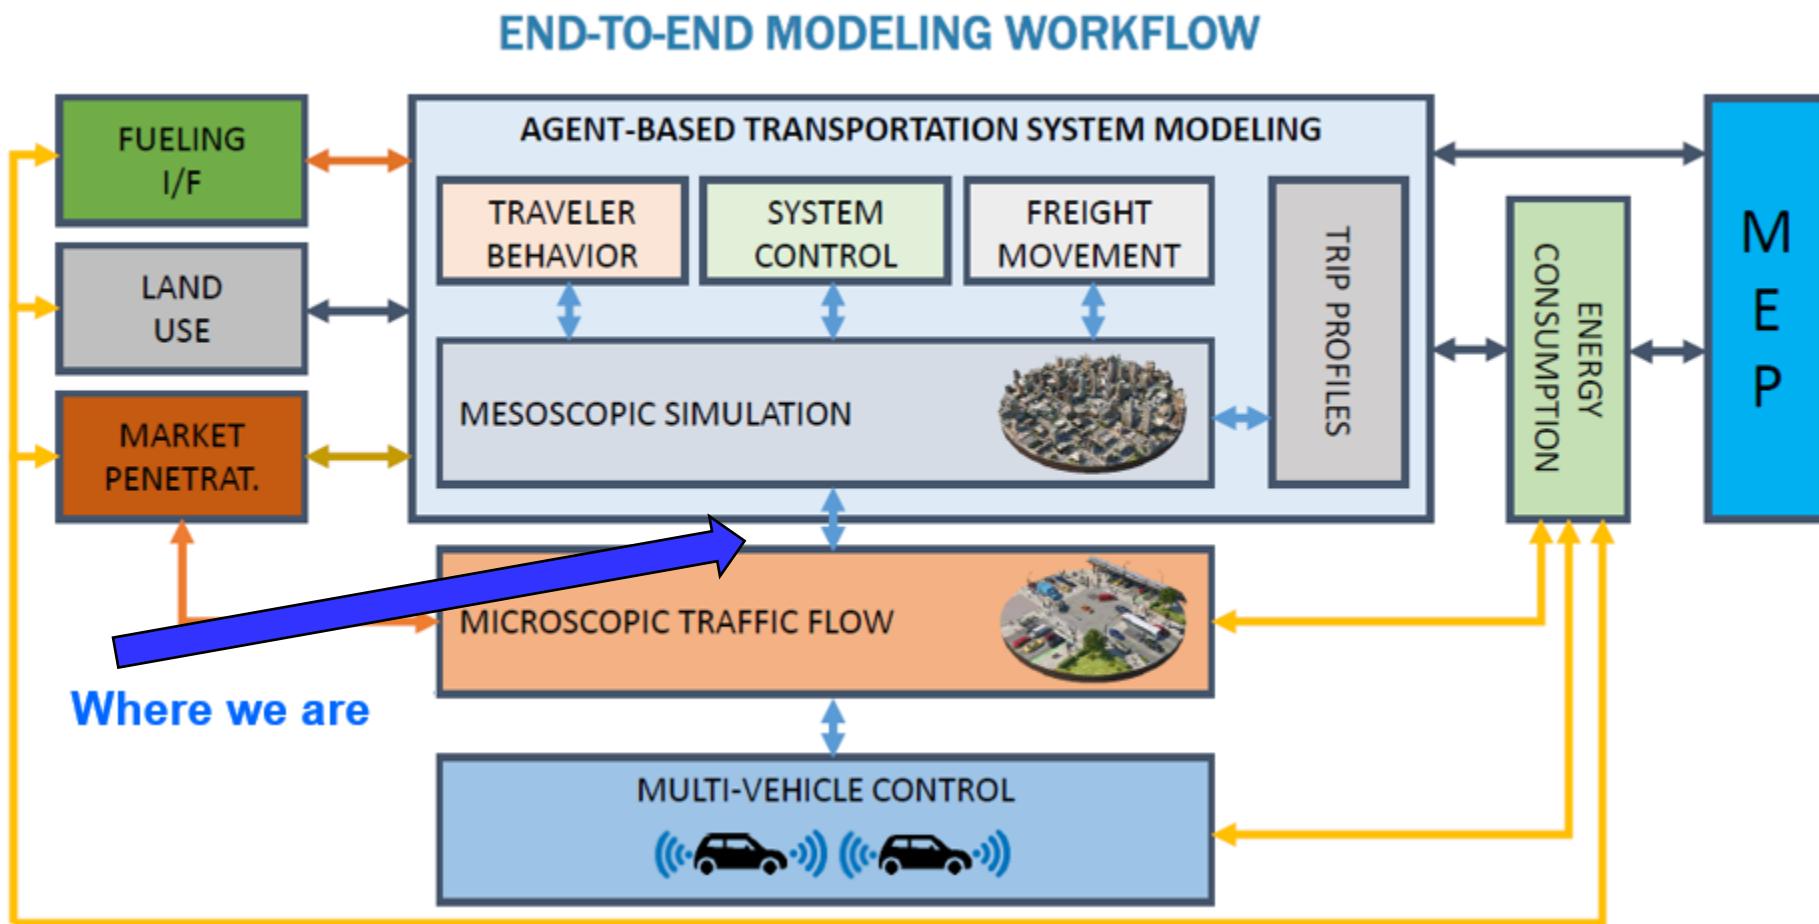 END-TO-END MODELING WORKFLOW
FUELING
I/F
LAND
USE
MARKET
PENETRAT.
AGENT-BASED TRANSPORTATION SYSTEM MODELING
TRAVELER
BEHAVIOR
SYSTEM
CONTROL
FREIGHT
MOVEMENT
TRIP PROFILES
MESOSCOPIC SIMULATION
ENERGY
CONSUMPTION
M
E
P
MICROSCOPIC TRAFFIC FLOW
Where we are
MULTI-VEHICLE CONTROL